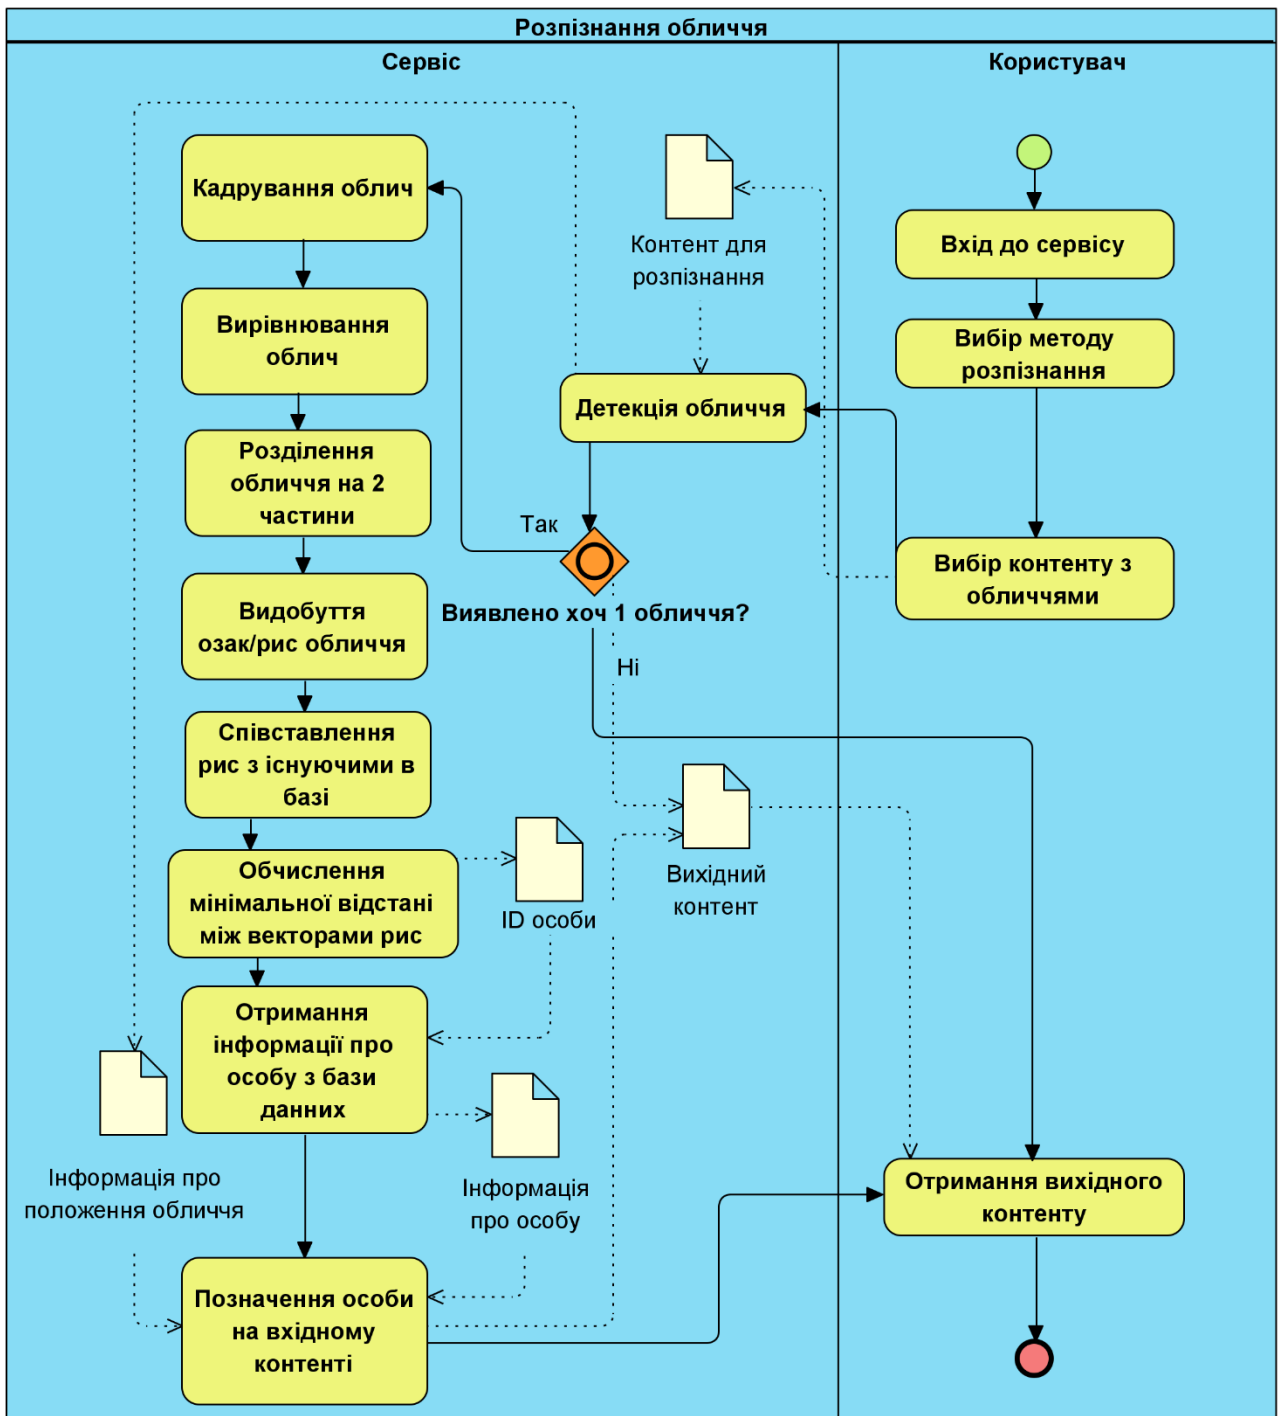 Розпізнання обличчя
Сервіс
Користувач
Кадрування облич
Контент для
розпізнання
Вхід до сервісу
Вирівнювання
облич
Вибір методу
розпізнання
Детекція обличчя
Розділення
обличчя на 2
частини
Так
Вибір контенту з
обличчями
Виявлено хоч 1 обличчя?
Видобуття
озак/рис обличчя
Ні
Співставлення
рис з існуючими в
базі
Обчислення
мінімальної відстані
між векторами рис
ID особи
Вихідний
контент
Отримання
інформації про
особу з бази
данних
Інформація про
положення обличчя
Інформація
про особу
Отримання вихідного
контенту
Позначення особи
на вхідному
контенті